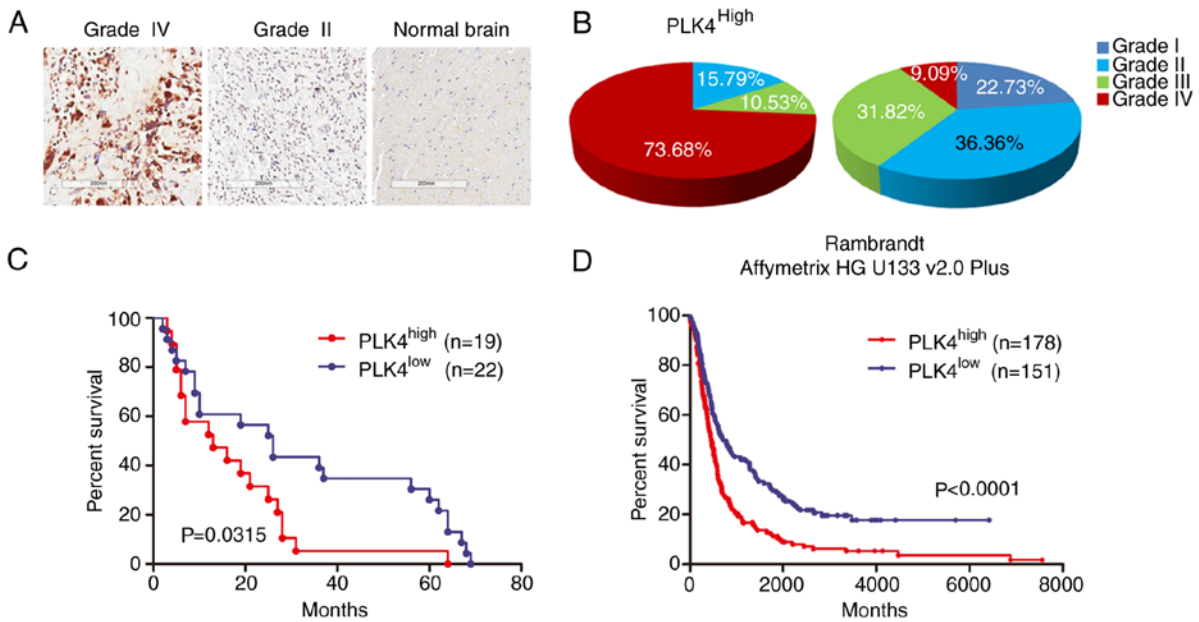 A
Grade IV
Grade II
Normal brain
200mm
200mm
200mm
B
PLK4High
15.79%
10.53%
73.68%
9.09%
22.73%
31.82%
36.36%
Grade I
Grade II
Grade III
Grade IV
C
Percent survival
100
80
60
40
20
0
PLK4high (n=19)
PLK4low (n=22)
P=0.0315
0 20 40 60 80
Months
D
Rambrandt
Affymetrix HG U133 v2.0 Plus
Percent survival
100
80
60
40
20
0
PLK4high (n=178)
PLK4low (n=151)
P<0.0001
0 2000 4000 6000 8000
Months